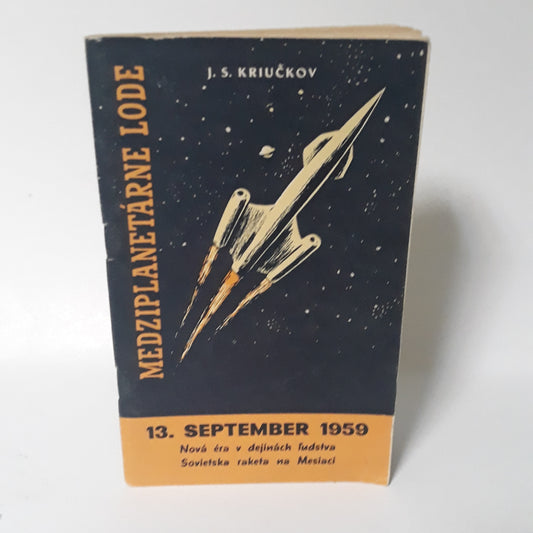 J. S. KRIUČKOV
MEDZIPLANETÁRNE LODE
13. SEPTEMBER 1959
Nová éra v dejinách ľudstva
Sovietska raketa na Mesiaci